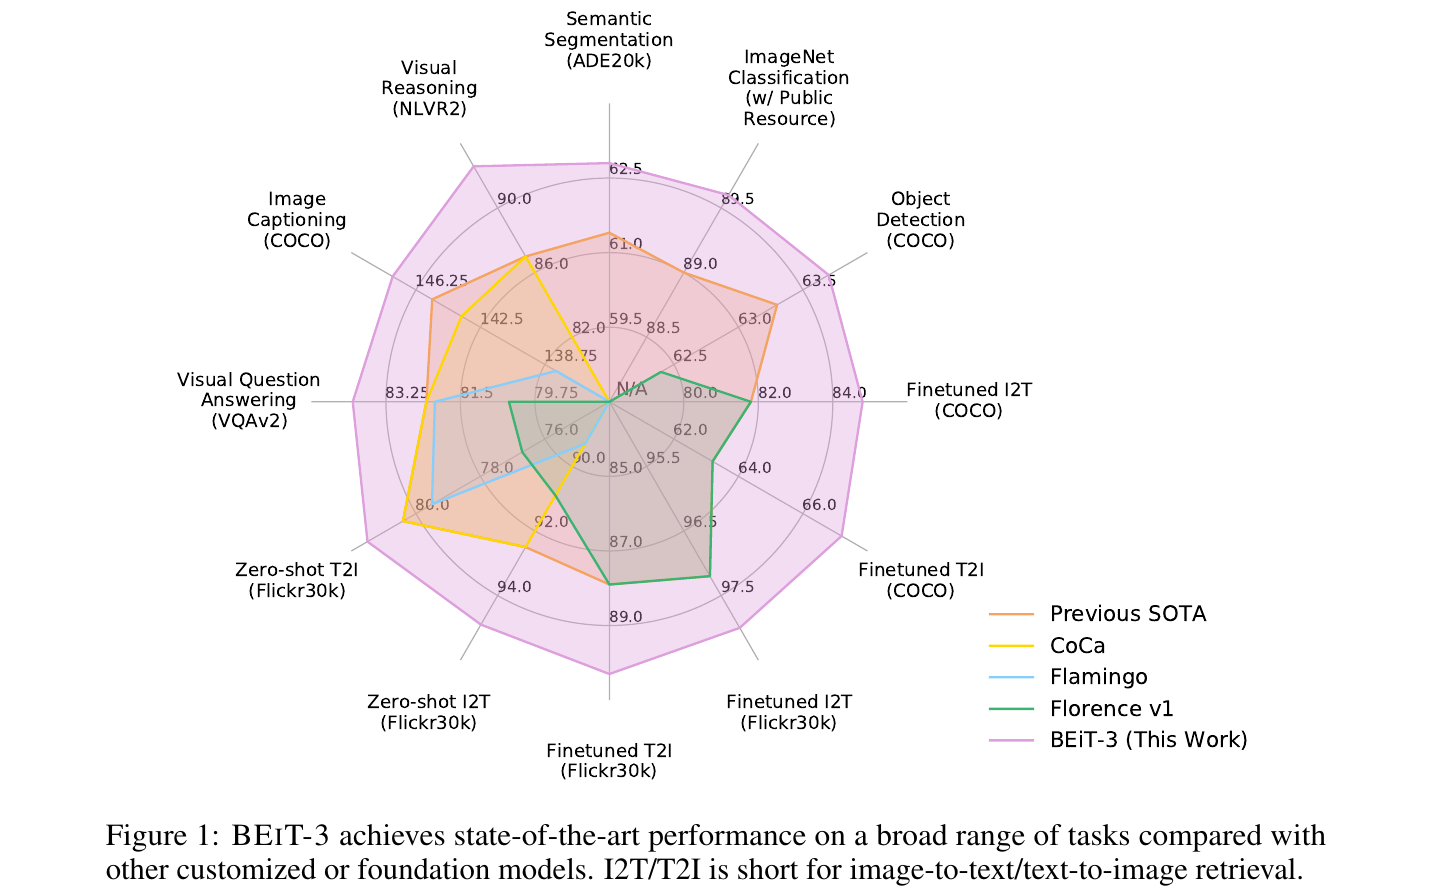 Semantic
Segmentation
(ADE20k)
ImageNet
Classification
(w/ Public
Resource)
Visual
Reasoning
(NLVR2)
Object
Detection
(COCO)
Image
Captioning
(COCO)
62.5
90.0
89.5
61.0
86.0
89.0
146.25
63.5
142.5
82.0
59.5
88.5
63.0
138.75
62.5
Visual Question
Answering
(VQAv2)
83.25
81.5
79.75
N/A
80.0
82.0
84.0
Finetuned I2T
(COCO)
76.0
62.0
78.0
90.0
85.0
95.5
64.0
80.0
92.0
96.5
66.0
87.0
Zero-shot T2I
(Flickr30k)
94.0
97.5
Finetuned T2I
(COCO)
89.0
Previous SOTA
CoCa
Flamingo
Florence v1
BEiT-3 (This Work)
Zero-shot I2T
(Flickr30k)
Finetuned I2T
(Flickr30k)
Finetuned T2I
(Flickr30k)
Figure 1: BEIT-3 achieves state-of-the-art performance on a broad range of tasks compared with
other customized or foundation models. I2T/T2I is short for image-to-text/text-to-image retrieval.